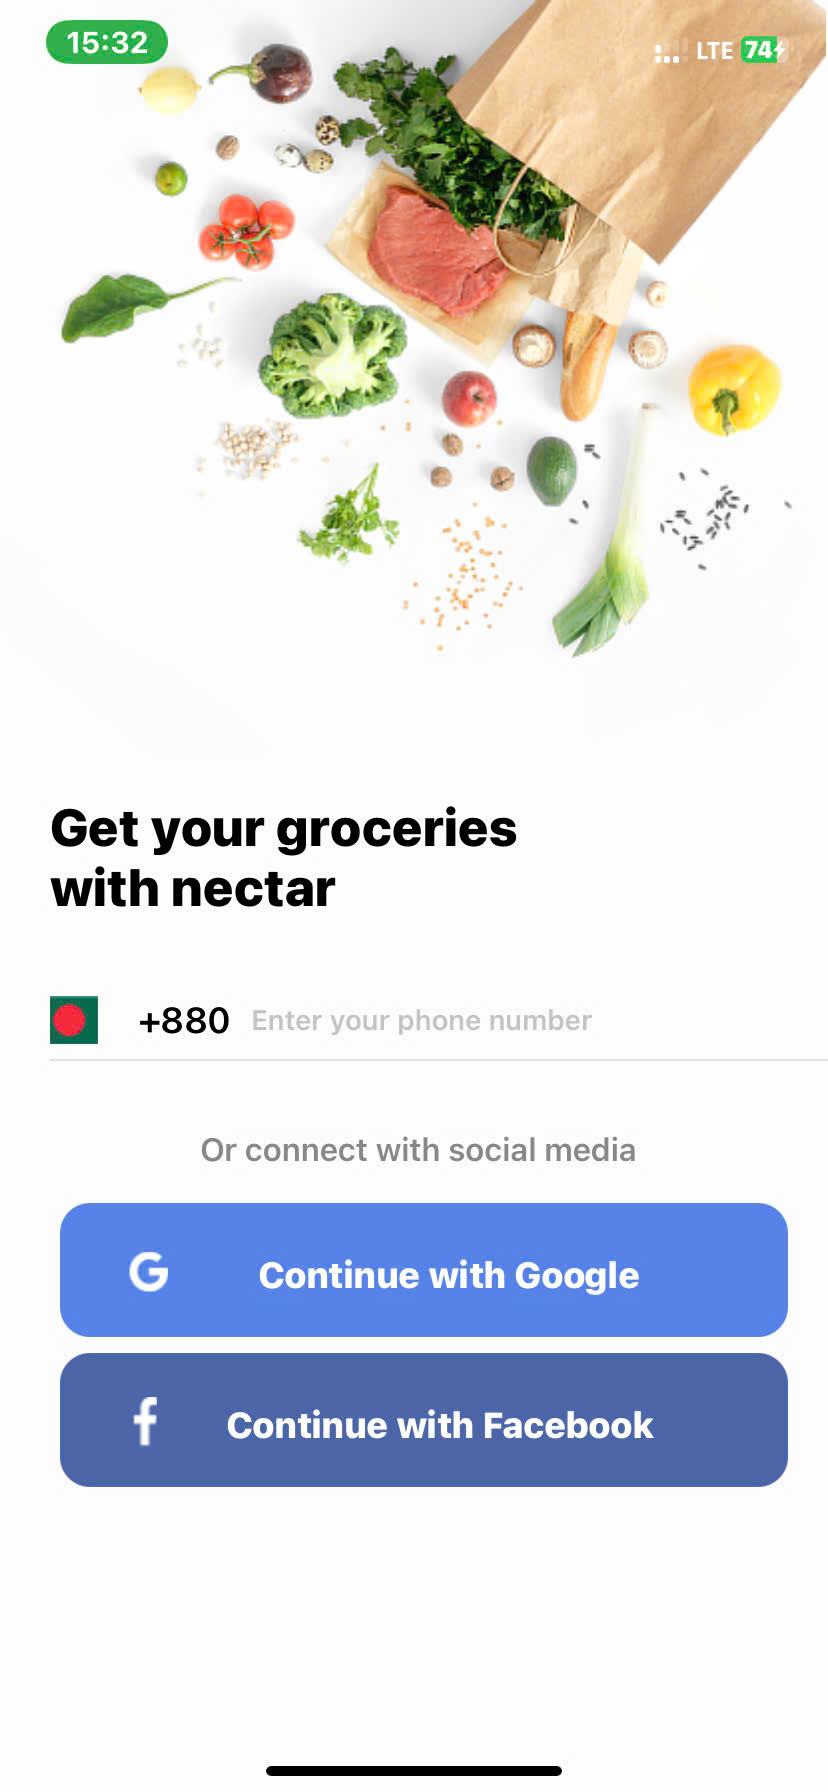 15:32
LTE 74
Get your groceries
with nectar
+880 Enter your phone number
Or connect with social media
G Continue with Google
f Continue with Facebook